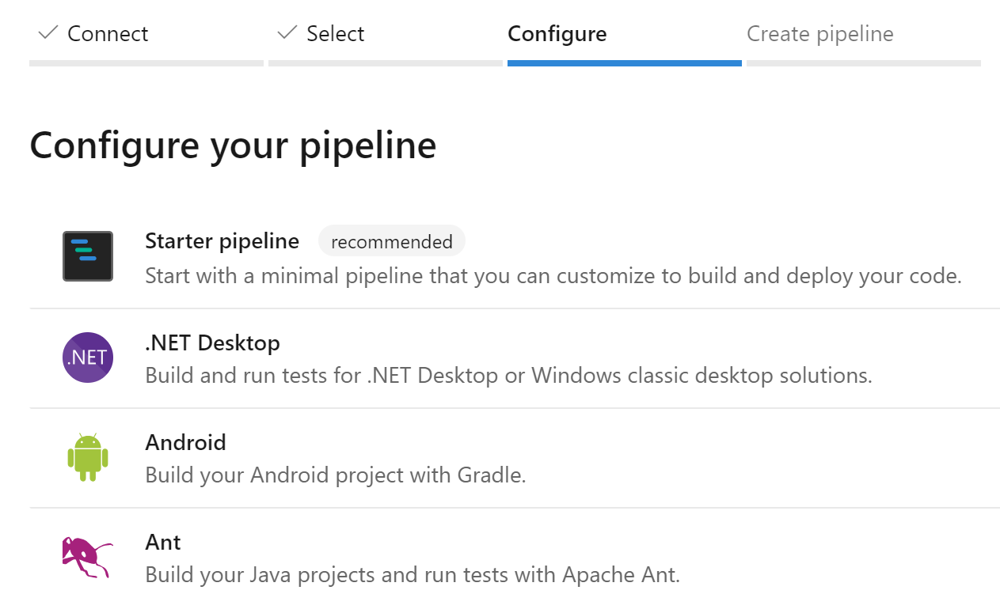 Connect Select Configure Create pipeline
Configure your pipeline
Starter pipeline recommended
Start with a minimal pipeline that you can customize to build and deploy your code.
.NET .NET Desktop
Build and run tests for .NET Desktop or Windows classic desktop solutions.
Android
Build your Android project with Gradle.
Ant
Build your Java projects and run tests with Apache Ant.